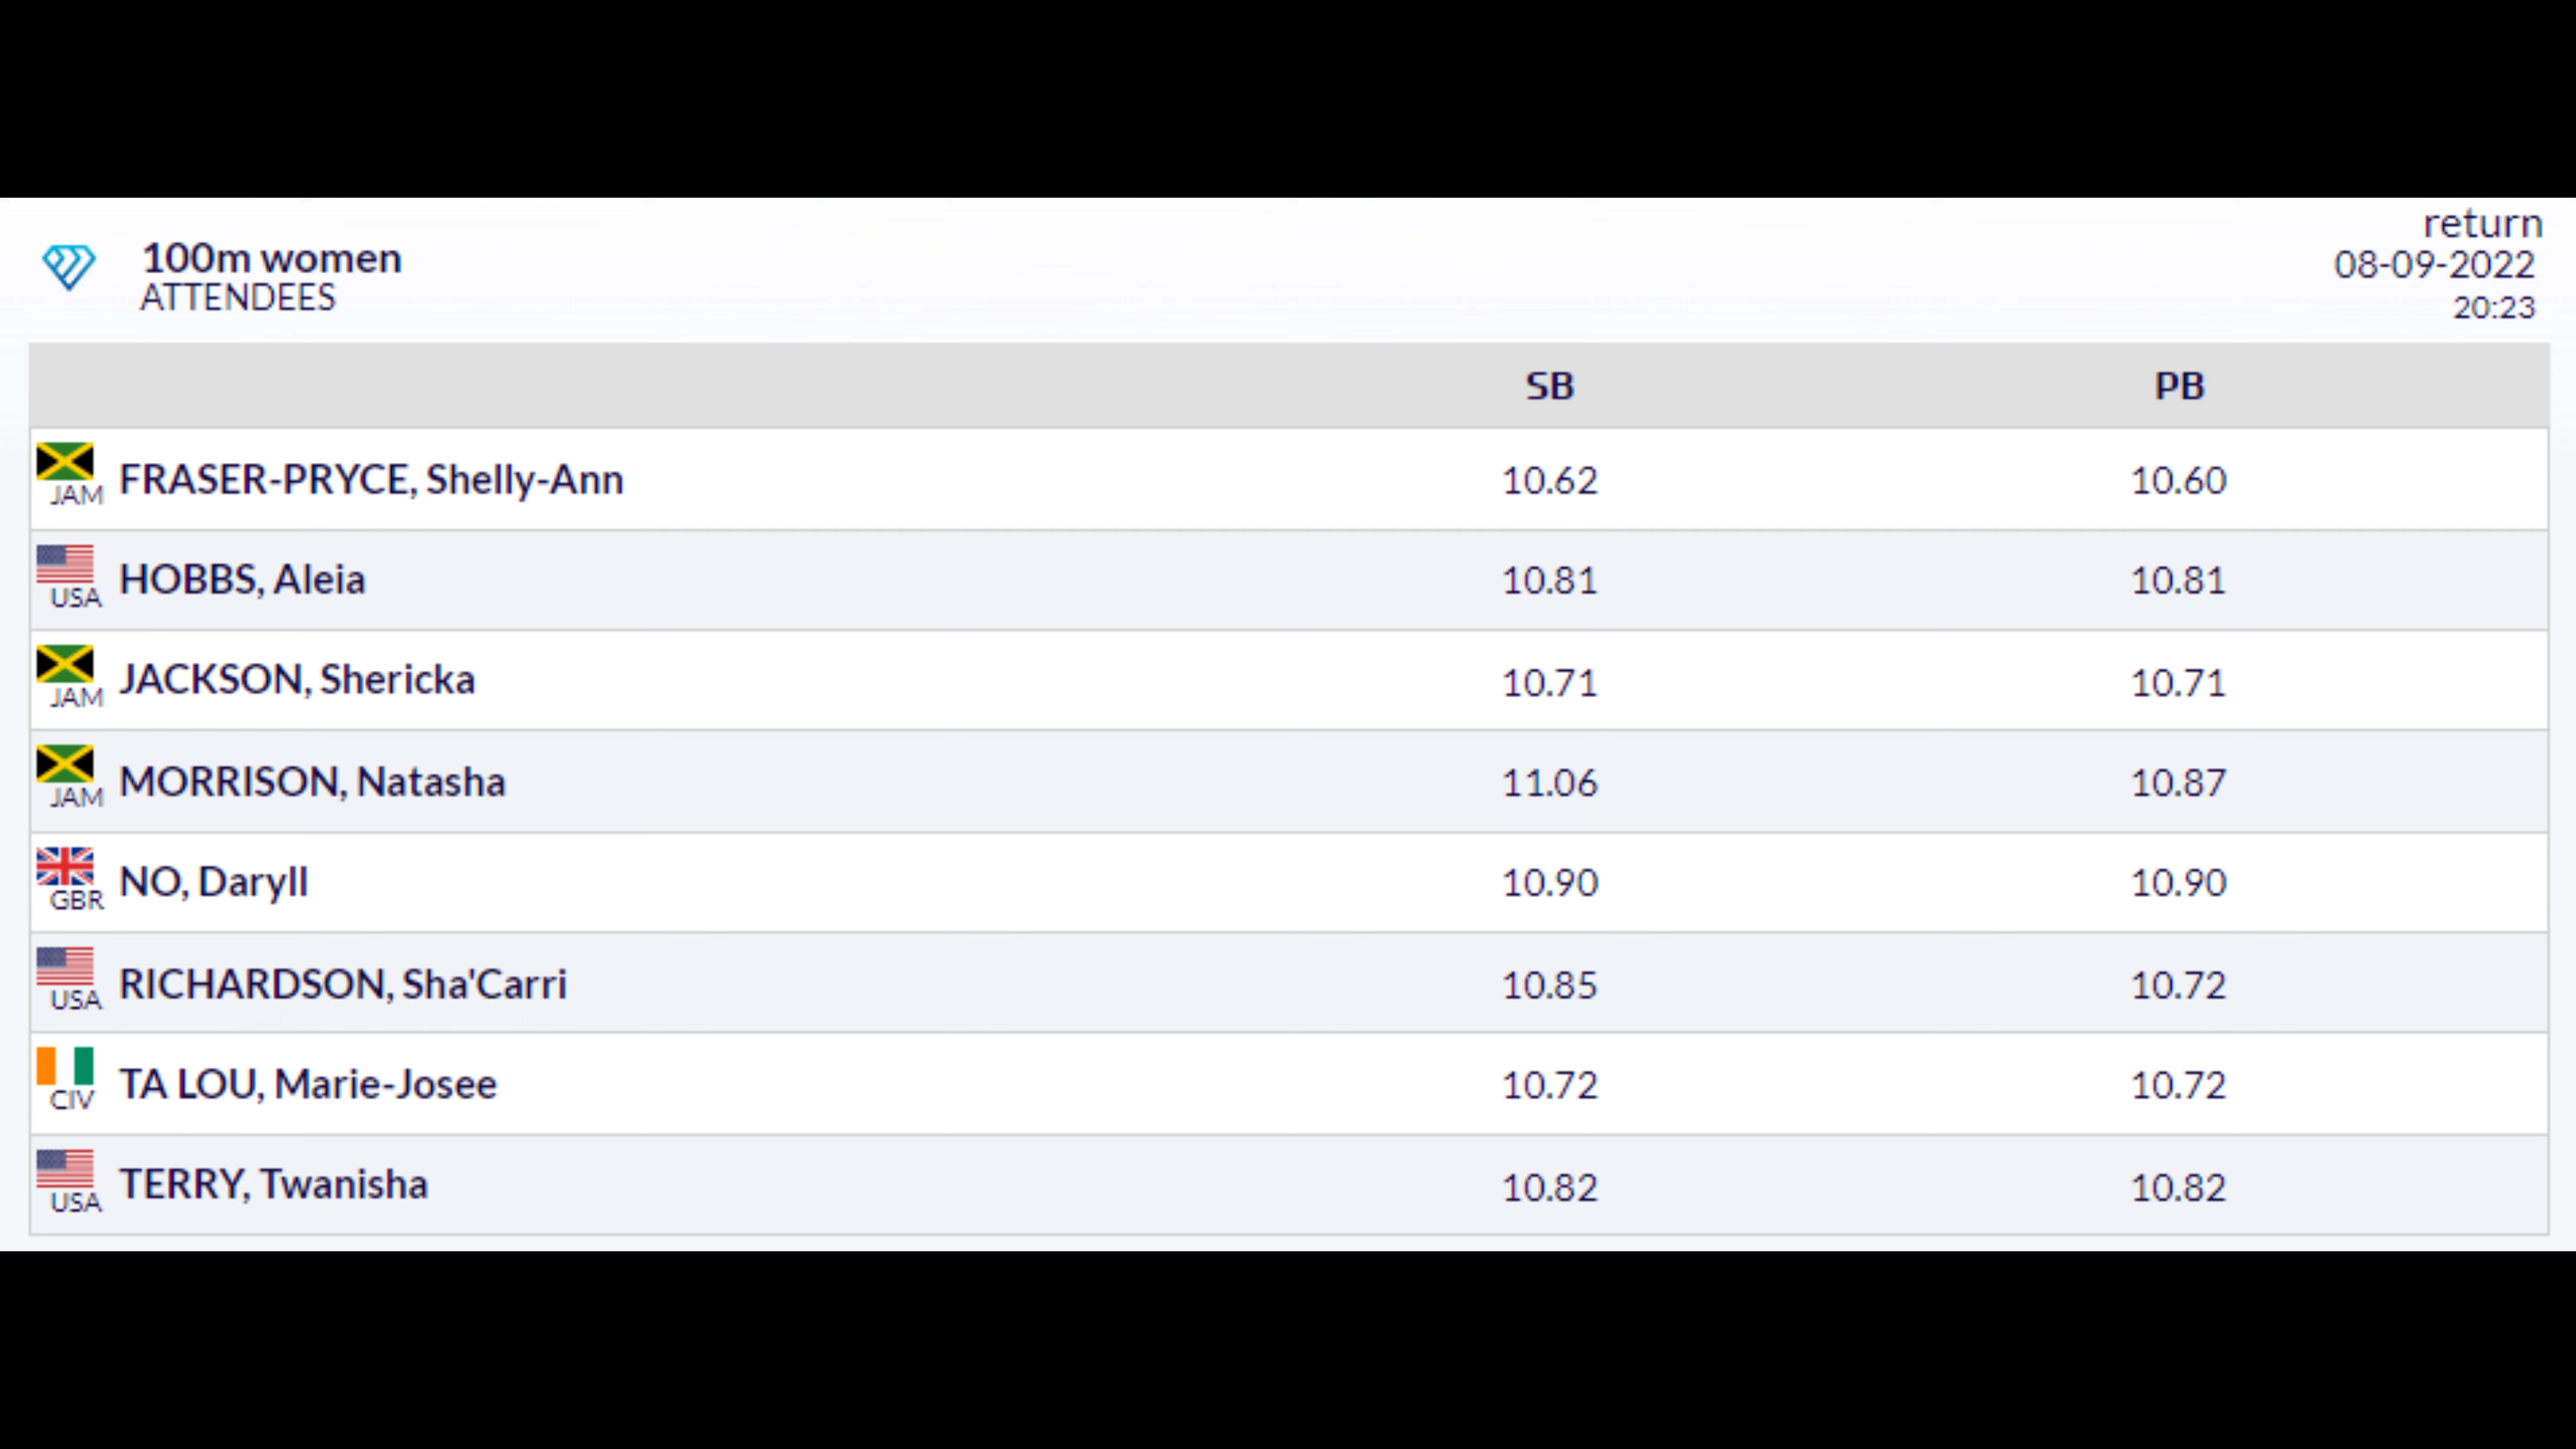 100m women
ATTENDEES
return
08-09-2022
20:23
SB PB
JAM FRASER-PRYCE, Shelly-Ann 10.62 10.60
USA HOBBS, Aleia 10.81 10.81
JAM JACKSON, Shericka 10.71 10.71
JAM MORRISON, Natasha 11.06 10.87
GBR NO, Daryll 10.90 10.90
USA RICHARDSON, Sha'Carri 10.85 10.72
CIV TA LOU, Marie-Josee 10.72 10.72
USA TERRY, Twanisha 10.82 10.82